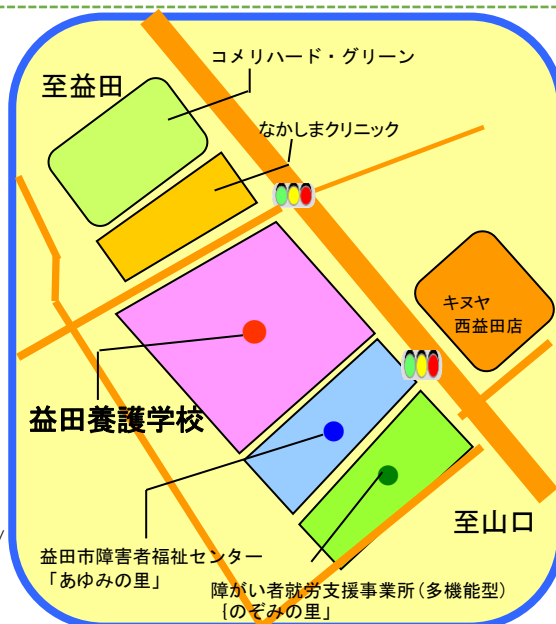 コメリハード・グリーン
至益田
なかしまクリニック
キヌヤ
西益田店
益田養護学校
至山口
益田市障害者福祉センター
「あゆみの里」
障がい者就労支援事業所(多機能型)
{のぞみの里」